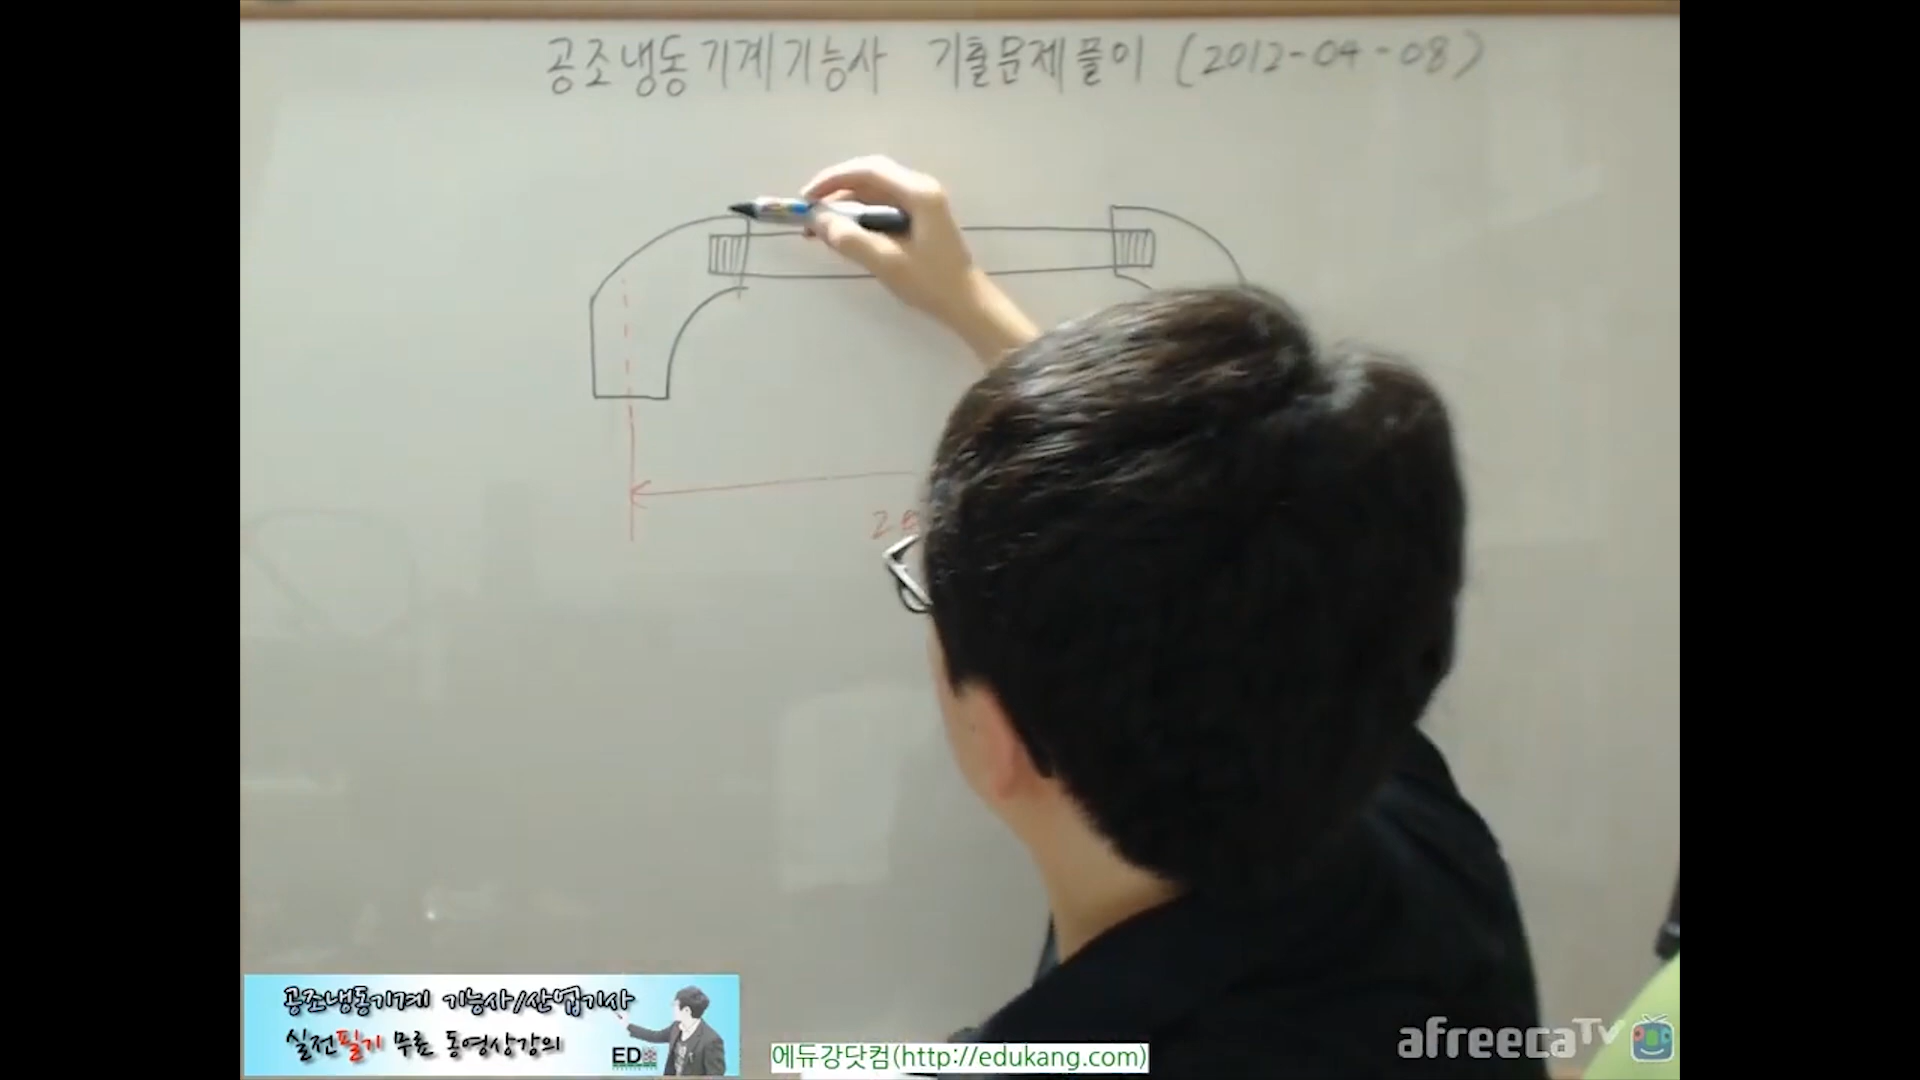 공조냉동기계기능사 기출문제풀이 (2012-04-08)
공조냉동기계 기능사/산업기사
실전필기 무료 동영상강의
ED
에듀강닷컴(http://edukang.com)
afreecaTV